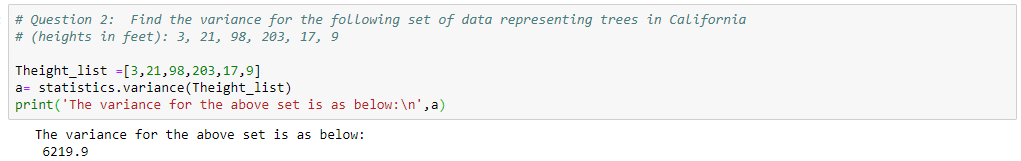 # Question 2:  Find the variance for the following set of data representing trees in California
# (heights in feet): 3, 21, 98, 203, 17, 9
Theight_list =[3,21,98,203,17,9]
a= statistics.variance(Theight_list)
print('The variance for the above set is as below:\n',a)
The variance for the above set is as below:
6219.9